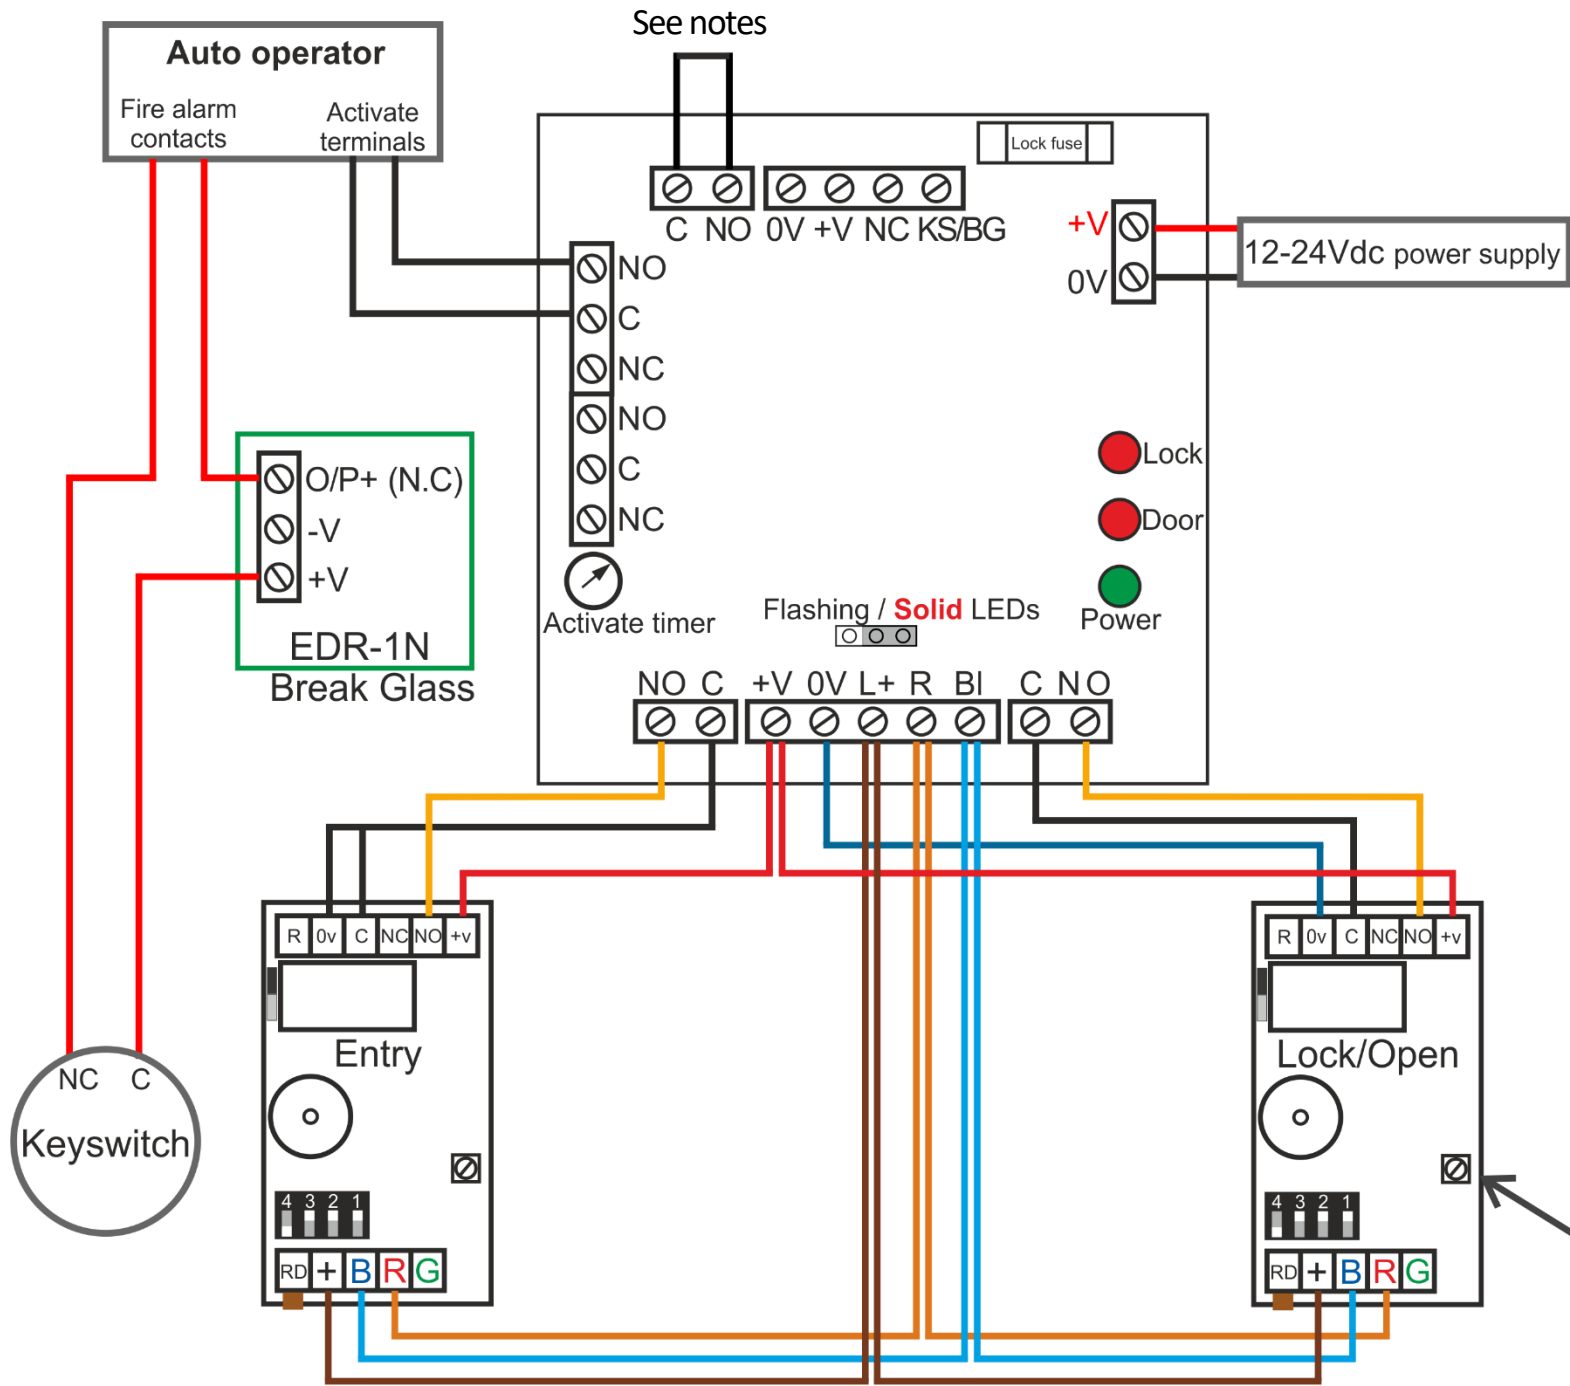 See notes
Auto operator
Fire alarm
contacts
Activate
terminals
Lock fuse
C NO 0V +V NC KS/BG
+V
0V
12-24Vdc power supply
NO
C
NC
NO
C
NC
Activate timer
Lock
Door
Power
O/P+ (N.C)
-V
+V
EDR-1N
Break Glass
Flashing / Solid LEDs
NO C +V 0V L+ R BI C NO
R 0v C NC NO +v
Entry
4 3 2 1
RD + B R G
R 0v C NC NO +v
Lock/Open
4 3 2 1
RD + B R G
NC C
Keyswitch